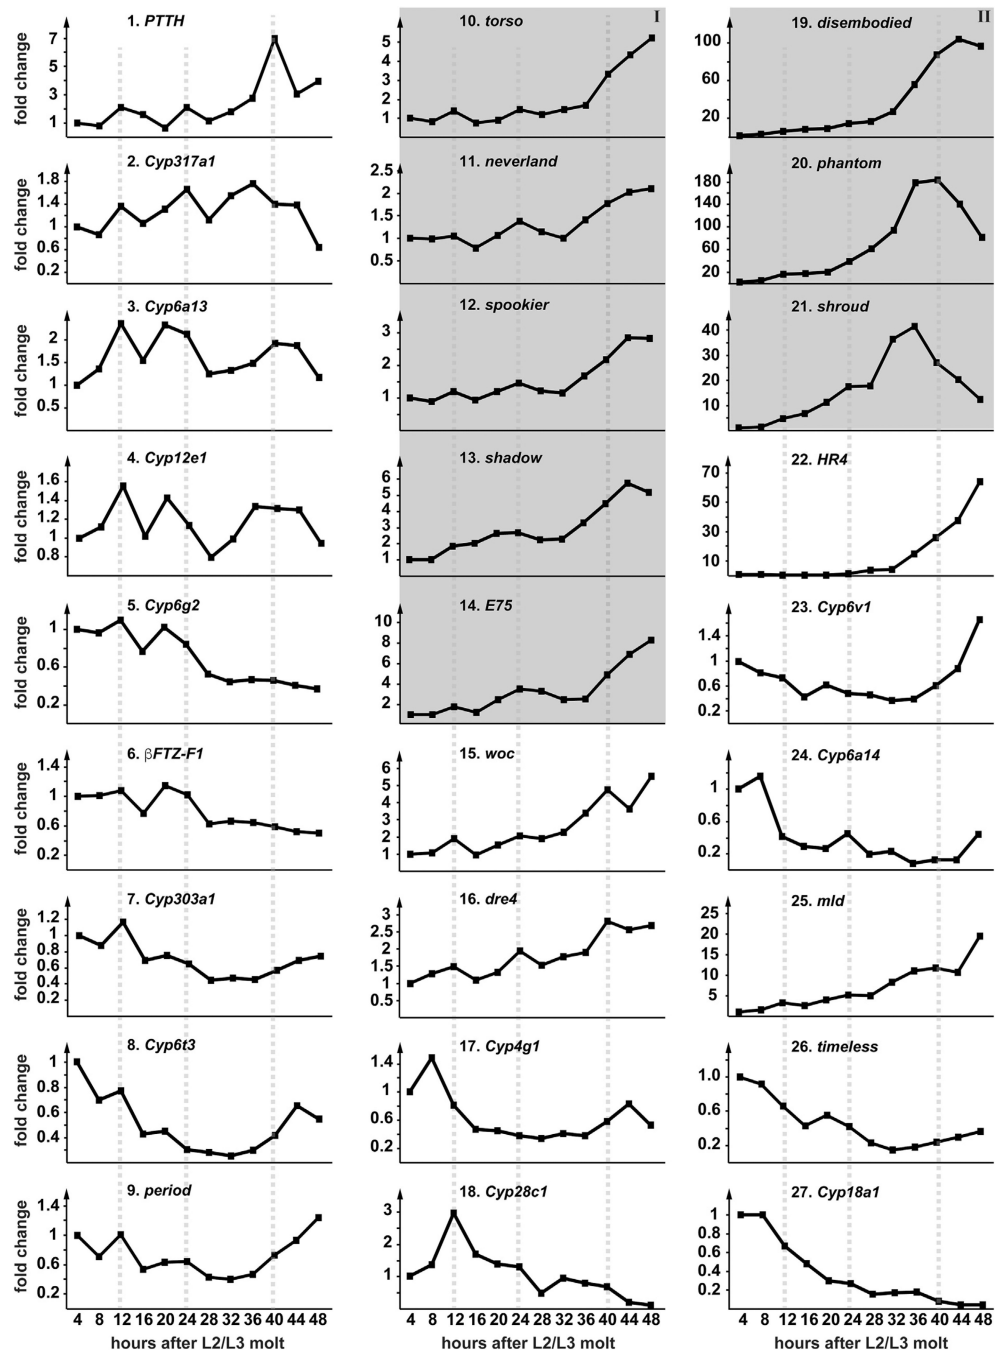 1. PTTH
fold change
7
5
3
1
2. Cyp317a1
fold change
1.8
1.4
1
0.6
0.2
3. Cyp6a13
fold change
2
1.5
1
0.5
4. Cyp12e1
fold change
1.6
1.4
1.2
1
0.8
5. Cyp6g2
fold change
1
0.6
0.2
6. βFTZ-F1
fold change
1.4
1
0.6
0.2
7. Cyp303a1
fold change
1.2
1
0.8
0.6
0.4
0.2
8. Cyp6t3
fold change
1
0.8
0.6
0.4
9. period
fold change
1.4
1
0.6
0.2
4 8 12 16 20 24 28 32 36 40 44 48
hours after L2/L3 molt
I
10. torso
5
4
3
2
1
11. neverland
2.5
2
1.5
1
0.5
12. spookier
3
2
1
13. shadow
6
5
4
3
2
1
14. E75
10
8
6
4
2
15. woc
6
5
4
3
2
1
16. dre4
3
2.5
2
1.5
1
0.5
17. Cyp4g1
1.4
1
0.6
0.2
18. Cyp28c1
3
2
1
4 8 12 16 20 24 28 32 36 40 44 48
hours after L2/L3 molt
II
19. disembodied
100
60
20
20. phantom
180
140
100
60
20
21. shroud
40
30
20
10
22. HR4
70
50
30
10
23. Cyp6v1
1.4
1
0.6
0.2
24. Cyp6a14
1
0.6
0.2
25. mld
25
20
15
10
5
26. timeless
1.0
0.6
0.2
27. Cyp18a1
1
0.8
0.6
0.4
0.2
4 8 12 16 20 24 28 32 36 40 44 48
hours after L2/L3 molt